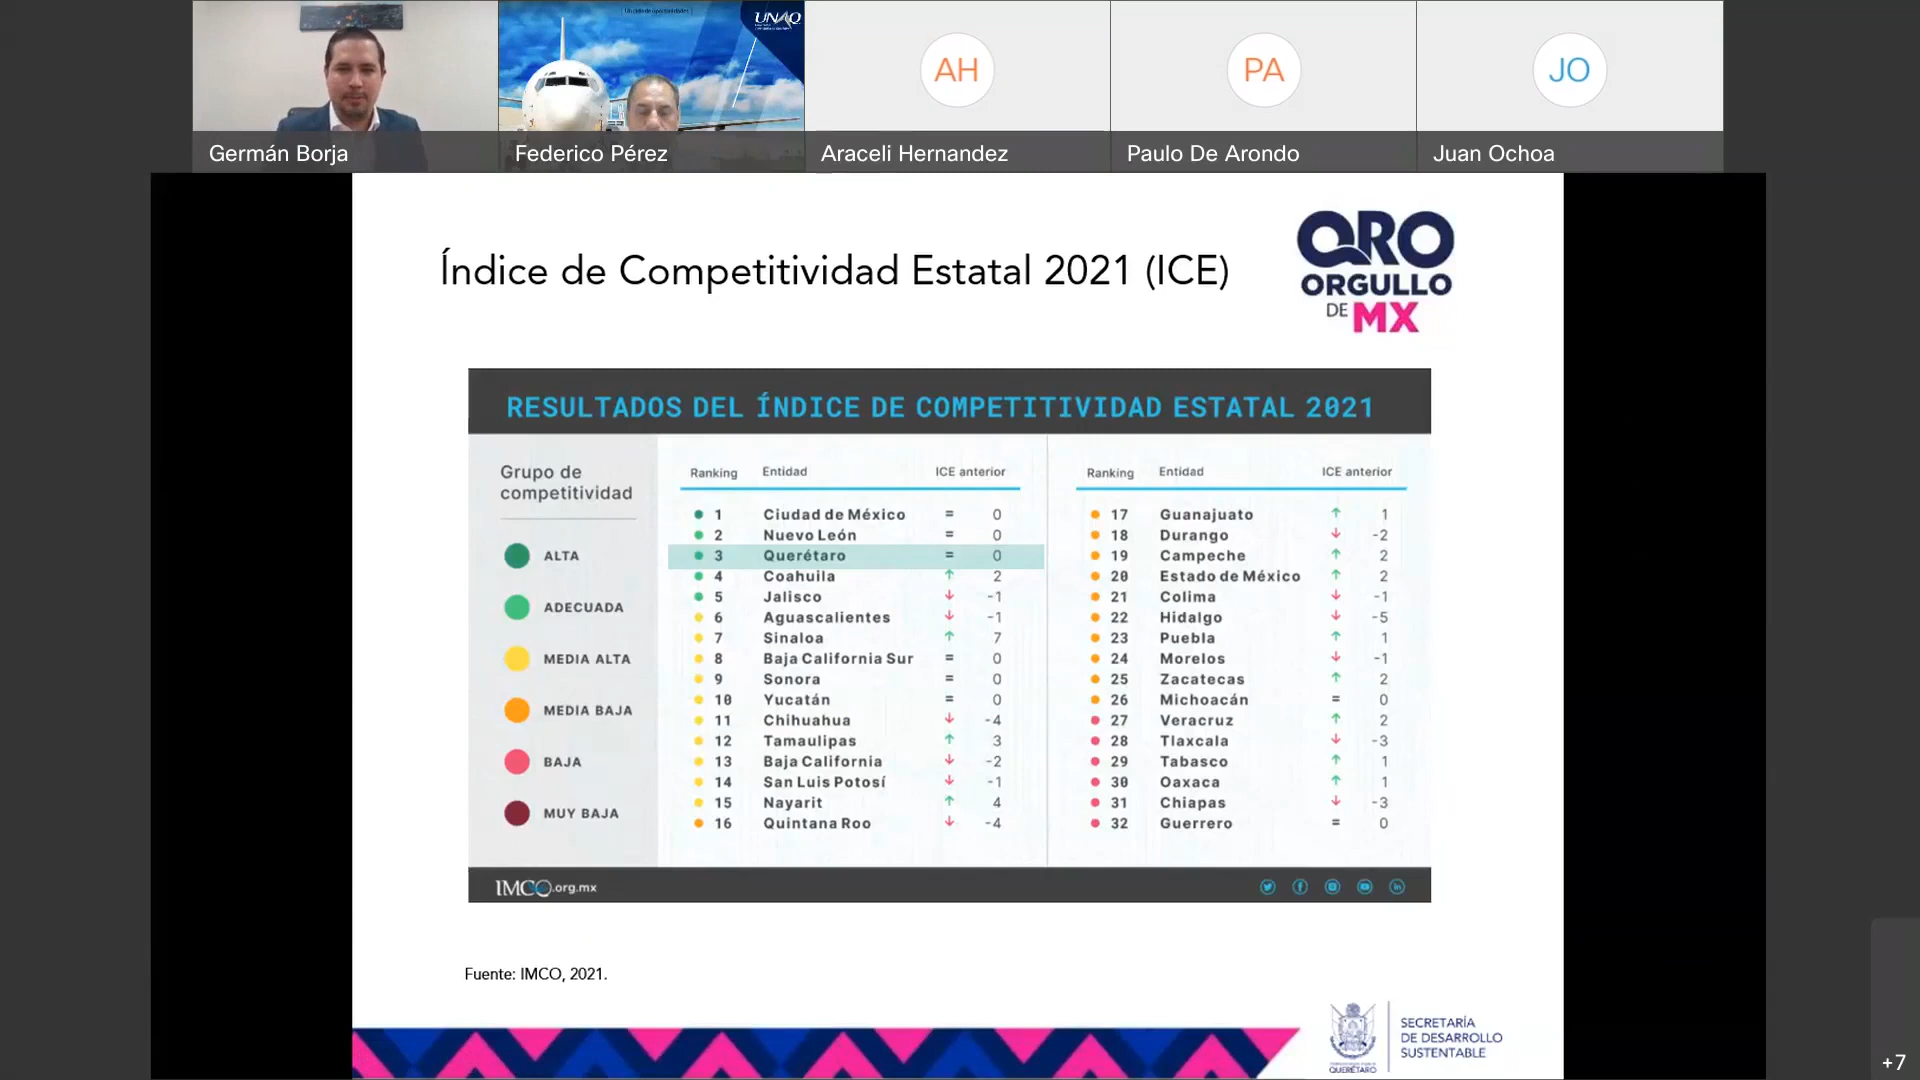 Un cielo de oportunidades
UNAQ
AH
PA
JO
Germán Borja
Federico Pérez
Araceli Hernandez
Paulo De Arondo
Juan Ochoa
Índice de Competitividad Estatal 2021 (ICE)
QRO
ORGULLO
DE MX
RESULTADOS DEL ÍNDICE DE COMPETITIVIDAD ESTATAL 2021
Grupo de
competitividad
ALTA
ADECUADA
MEDIA ALTA
MEDIA BAJA
BAJA
MUY BAJA
Ranking Entidad ICE anterior
1 Ciudad de México = 0
2 Nuevo León = 0
3 Querétaro = 0
4 Coahuila ↑ 2
5 Jalisco ↓ -1
6 Aguascalientes ↓ -1
7 Sinaloa ↑ 7
8 Baja California Sur = 0
9 Sonora = 0
10 Yucatán = 0
11 Chihuahua ↓ -4
12 Tamaulipas ↑ 3
13 Baja California ↓ -2
14 San Luis Potosí ↓ -1
15 Nayarit ↑ 4
16 Quintana Roo ↓ -4
Ranking Entidad ICE anterior
17 Guanajuato ↑ 1
18 Durango ↓ -2
19 Campeche ↑ 2
20 Estado de México ↑ 2
21 Colima ↓ -1
22 Hidalgo ↓ -5
23 Puebla ↑ 1
24 Morelos ↓ -1
25 Zacatecas ↑ 2
26 Michoacán = 0
27 Veracruz ↑ 2
28 Tlaxcala ↓ -3
29 Tabasco ↑ 1
30 Oaxaca ↑ 1
31 Chiapas ↓ -3
32 Guerrero = 0
IMCO.org.mx
Fuente: IMCO, 2021.
QUERÉTARO
SECRETARÍA
DE DESARROLLO
SUSTENTABLE
+7